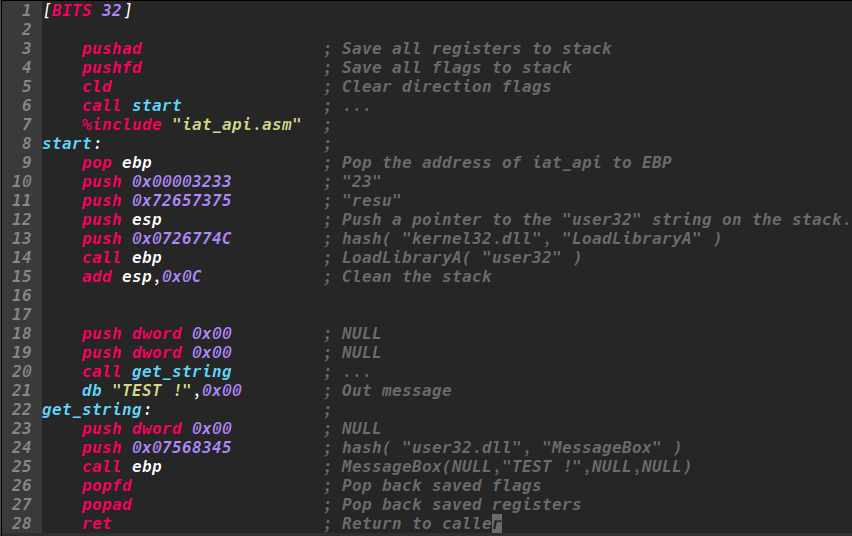 1 [BITS 32]
2
3 pushad ; Save all registers to stack
4 pushfd ; Save all flags to stack
5 cld ; Clear direction flags
6 call start ; ...
7 %include "iat_api.asm" ;
8 start: ;
9 pop ebp ; Pop the address of iat_api to EBP
10 push 0x00003233 ; "23"
11 push 0x72657375 ; "resu"
12 push esp ; Push a pointer to the "user32" string on the stack.
13 push 0x0726774C ; hash( "kernel32.dll", "LoadLibraryA" )
14 call ebp ; LoadLibraryA( "user32" )
15 add esp,0x0C ; Clean the stack
16
17
18 push dword 0x00 ; NULL
19 push dword 0x00 ; NULL
20 call get_string ; ...
21 db "TEST !",0x00 ; Out message
22 get_string: ;
23 push dword 0x00 ; NULL
24 push 0x07568345 ; hash( "user32.dll", "MessageBox" )
25 call ebp ; MessageBox(NULL,"TEST !",NULL,NULL)
26 popfd ; Pop back saved flags
27 popad ; Pop back saved registers
28 ret ; Return to caller